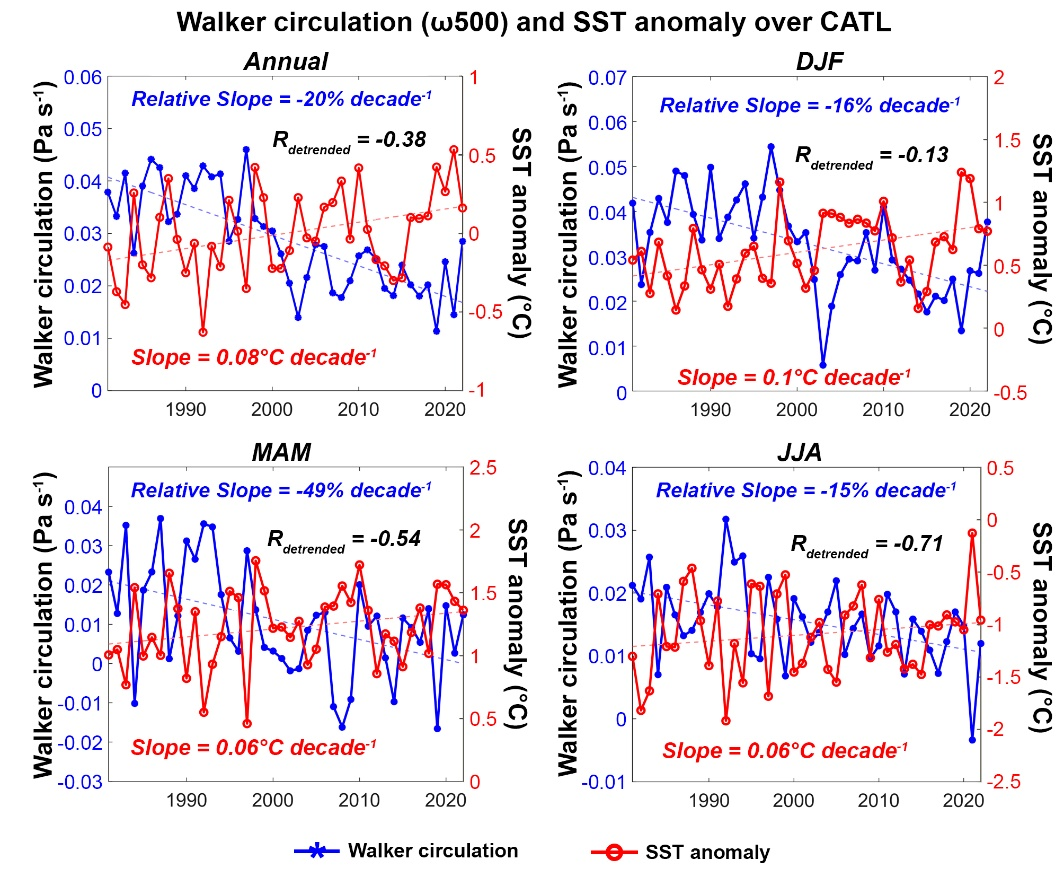 Walker circulation (ω500) and SST anomaly over CATL
Annual
Relative Slope = -20% decade-1
Rdetrended = -0.38
Slope = 0.08°C decade-1
Walker circulation (Pa s-1)
0.06
0.05
0.04
0.03
0.02
0.01
0
1990
2000
2010
2020
1
0.5
0
-0.5
-1
SST anomaly (°C)
DJF
Relative Slope = -16% decade-1
Rdetrended = -0.13
Slope = 0.1°C decade-1
Walker circulation (Pa s-1)
0.07
0.06
0.05
0.04
0.03
0.02
0.01
0
1990
2000
2010
2020
2
1.5
1
0.5
0
-0.5
SST anomaly (°C)
MAM
Relative Slope = -49% decade-1
Rdetrended = -0.54
Slope = 0.06°C decade-1
Walker circulation (Pa s-1)
0.04
0.03
0.02
0.01
0
-0.01
-0.02
-0.03
1990
2000
2010
2020
2.5
2
1.5
1
0.5
0
SST anomaly (°C)
JJA
Relative Slope = -15% decade-1
Rdetrended = -0.71
Slope = 0.06°C decade-1
Walker circulation (Pa s-1)
0.04
0.03
0.02
0.01
0
-0.01
1990
2000
2010
2020
0.5
0
-0.5
-1
-1.5
-2
-2.5
SST anomaly (°C)
Walker circulation
SST anomaly